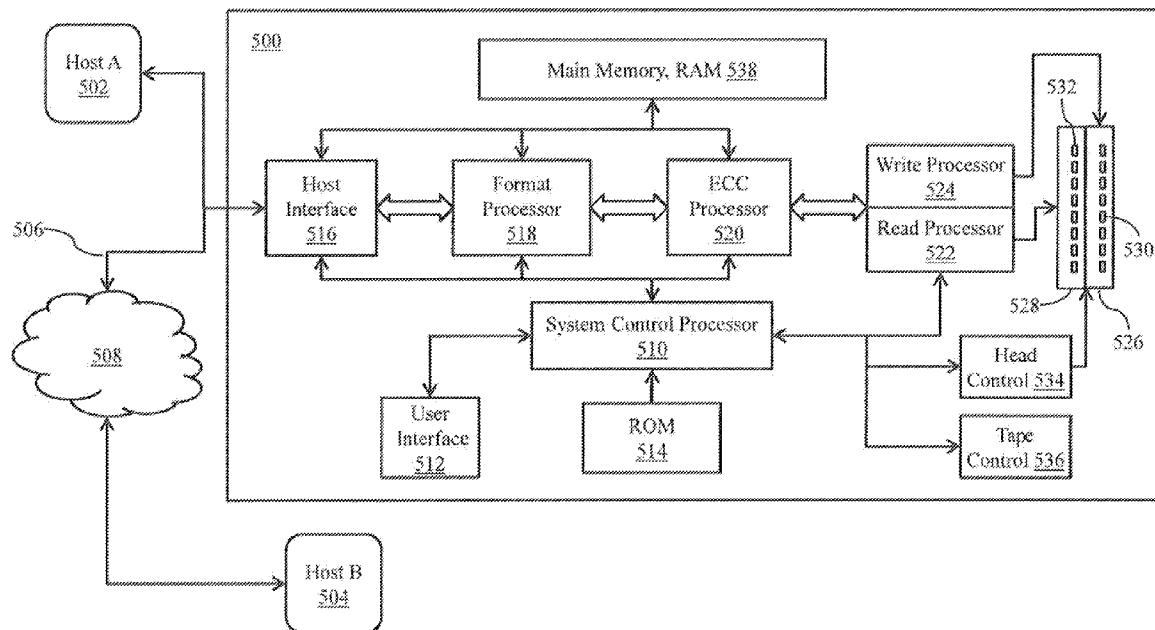 500
Host A
502
Main Memory, RAM 538
532
Host
Interface
516
Format
Processor
518
ECC
Processor
520
Write Processor
524
Read Processor
522
530
506
528
526
508
System Control Processor
510
Head
Control 534
User
Interface
512
ROM
514
Tape
Control 536
Host B
504